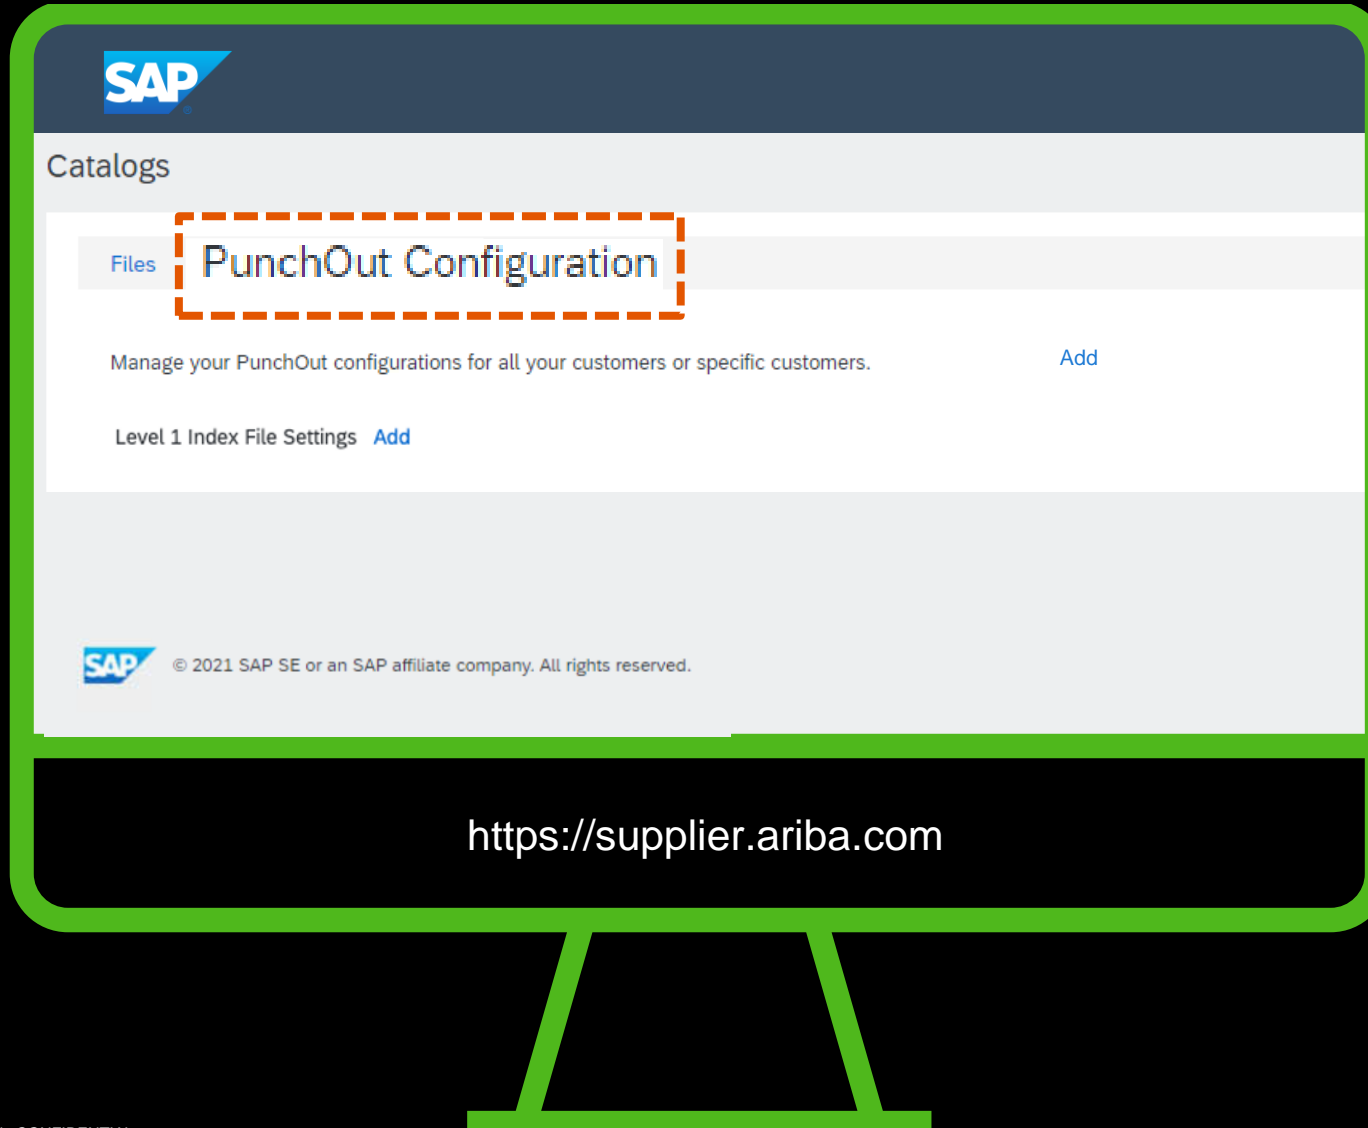 SAP
Catalogs
Files PunchOut Configuration
Manage your PunchOut configurations for all your customers or specific customers. Add
Level 1 Index File Settings Add
SAP © 2021 SAP SE or an SAP affiliate company. All rights reserved.
https://supplier.ariba.com